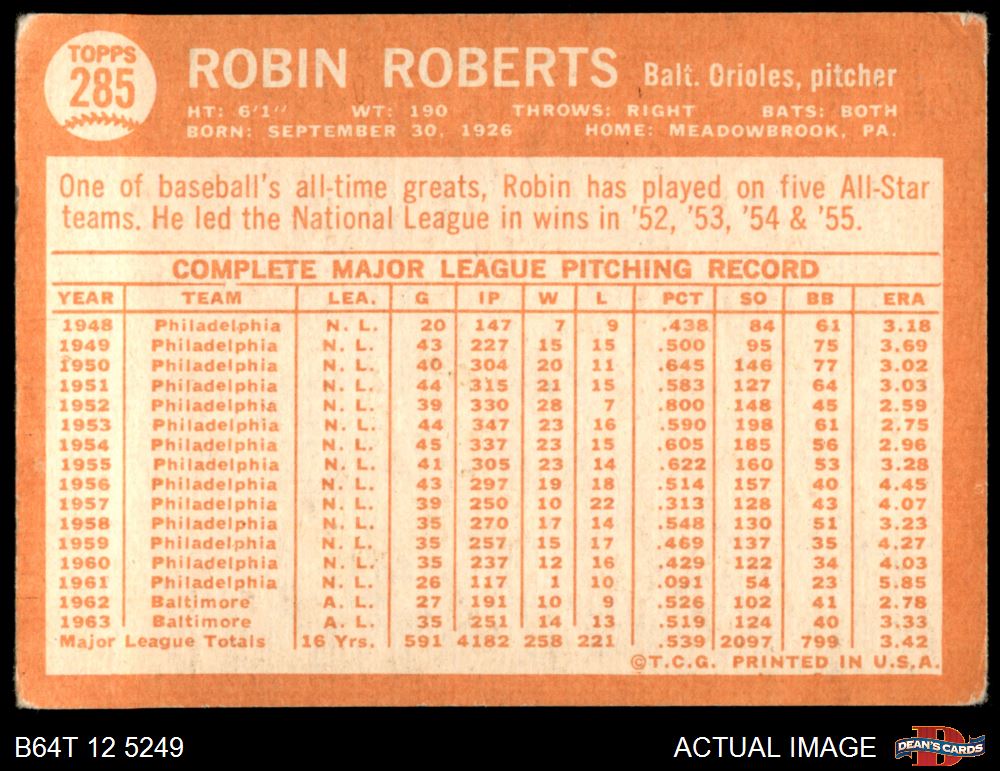 TOPPS
285
ROBIN ROBERTS Balt. Orioles, pitcher
HT: 6'1" WT: 190 THROWS: RIGHT BATS: BOTH
BORN: SEPTEMBER 30, 1926 HOME: MEADOWBROOK, PA.
One of baseball's all-time greats, Robin has played on five All-Star
teams. He led the National League in wins in '52, '53, '54 & '55.
COMPLETE MAJOR LEAGUE PITCHING RECORD
YEAR TEAM LEA. G IP W L PCT SO BB ERA
1948 Philadelphia N. L. 20 147 7 9 .438 84 61 3.18
1949 Philadelphia N. L. 43 227 15 15 .500 95 75 3.69
1950 Philadelphia N. L. 40 304 20 11 .645 146 77 3.02
1951 Philadelphia N. L. 44 315 21 15 .583 127 64 3.03
1952 Philadelphia N. L. 39 330 28 7 .800 148 45 2.59
1953 Philadelphia N. L. 44 347 23 16 .590 198 61 2.75
1954 Philadelphia N. L. 45 337 23 15 .605 185 56 2.96
1955 Philadelphia N. L. 41 305 23 14 .622 160 53 3.28
1956 Philadelphia N. L. 43 297 19 18 .514 157 40 4.45
1957 Philadelphia N. L. 39 250 10 22 .313 128 43 4.07
1958 Philadelphia N. L. 35 270 17 14 .548 130 51 3.23
1959 Philadelphia N. L. 35 257 15 17 .469 137 35 4.27
1960 Philadelphia N. L. 35 237 12 16 .429 122 34 4.03
1961 Philadelphia N. L. 26 117 1 10 .091 54 23 5.85
1962 Baltimore A. L. 27 191 10 9 .526 102 41 2.78
1963 Baltimore A. L. 35 251 14 13 .519 124 40 3.33
Major League Totals 16 Yrs. 591 4182 258 221 .539 2097 799 3.42
©T.C.G. PRINTED IN U.S.A.
B64T 12 5249 ACTUAL IMAGE DEAN'S CARDS